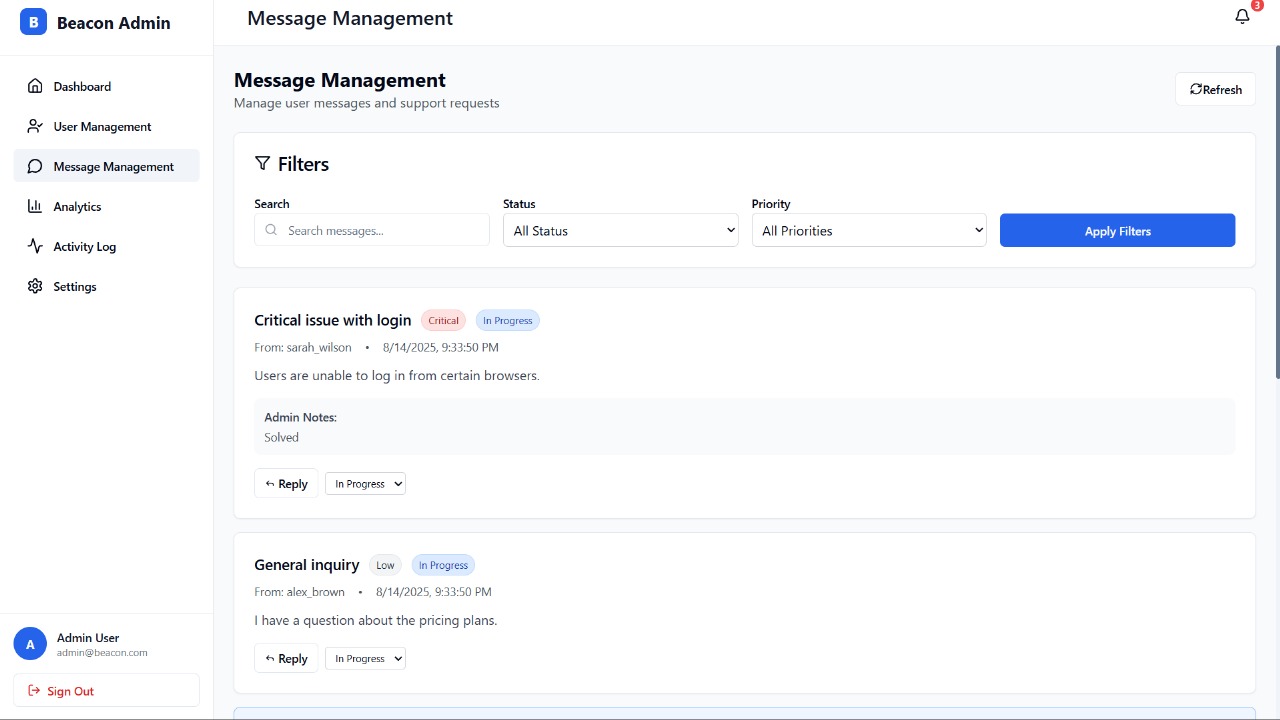 B
Beacon Admin
Dashboard
User Management
Message Management
Analytics
Activity Log
Settings
A
Admin User
admin@beacon.com
Sign Out
Message Management
3
Message Management
Manage user messages and support requests
Refresh
Filters
Search
Search messages...
Status
All Status
Priority
All Priorities
Apply Filters
Critical issue with login Critical In Progress
From: sarah_wilson • 8/14/2025, 9:33:50 PM
Users are unable to log in from certain browsers.
Admin Notes:
Solved
Reply In Progress
General inquiry Low In Progress
From: alex_brown • 8/14/2025, 9:33:50 PM
I have a question about the pricing plans.
Reply In Progress